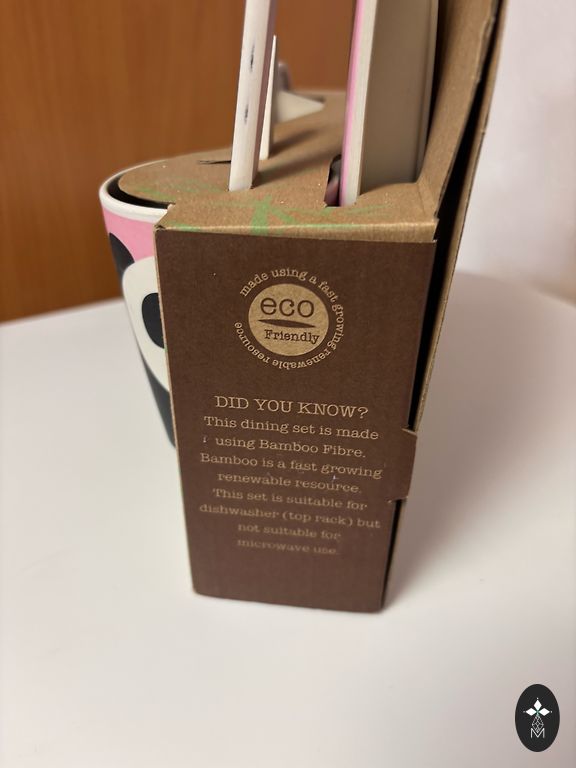 made using a fast growing renewable resource
eco
Friendly
DID YOU KNOW?
This dining set is made
using Bamboo Fibre.
Bamboo is a fast growing
renewable resource.
This set is suitable for
dishwasher (top rack) but
not suitable for
microwave use.
M